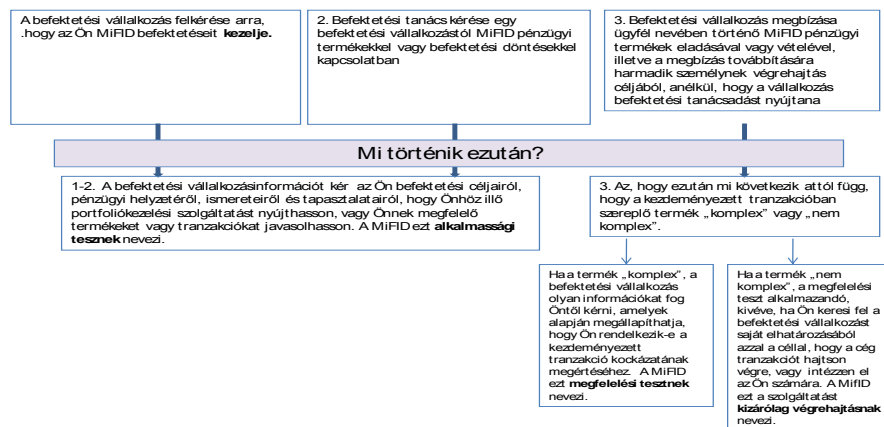 A befektetési vállalkozás felkérése arra,
.hogy az Ön MiFID befektetéseit kezelje.
2. Befektetési tanács kérése egy
befektetési vállalkozástól MiFID pénzügyi
termékekkel vagy befektetési döntésekkel
kapcsolatban
3. Befektetési vállalkozás megbízása
ügyfél nevében történő MiFID pénzügyi
termékek eladásával vagy vételével,
illetve a megbízás továbbítására
harmadik személynek végrehajtás
céljából, anélkül, hogy a vállalkozás
befektetési tanácsadást nyújtana
Mi történik ezután?
1-2. A befektetési vállalkozásinformációt kér az Ön befektetési céljairól,
pénzügyi helyzetéről, ismereteiről és tapasztalatairól, hogy Önhöz illő
portfoliókezelési szolgáltatást nyújthasson, vagy Önnek megfelelő
termékeket vagy tranzakciókat javasolhasson. A MiFID ezt alkalmassági
tesznek nevezi.
3. Az, hogy ezután mi következik attól függ,
hogy a kezdeményezett tranzakcióban
szereplő termék „komplex” vagy „nem
komplex”.
Ha a termék „komplex”, a
befektetési vállalkozás
olyan információkat fog
Öntől kérni, amelyek
alapján megállapíthatja,
hogy Ön rendelkezik-e a
kezdeményezett
tranzakció kockázatának
megértéséhez. A MiFID
ezt megfelelési tesztnek
nevezi.
Ha a termék „nem
komplex”, a megfelelési
teszt alkalmazandó,
kivéve, ha Ön keresi fel a
befektetési vállalkozást
saját elhatározásából
azzal a céllal, hogy a cég
tranzakciót hajtson
végre, vagy intézzen el
az Ön számára. A MifID
ezt a szolgáltatást
kizárólag végrehajtásnak
nevezi.